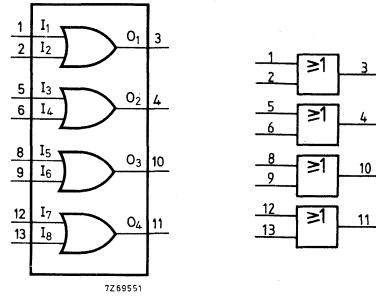 1 I1 O1 3
2 I2
5 I3 O2 4
6 I4
8 I5 O3 10
9 I6
12 I7 O4 11
13 I8
7Z69551
1 ≥1 3
2
5 ≥1 4
6
8 ≥1 10
9
12 ≥1 11
13